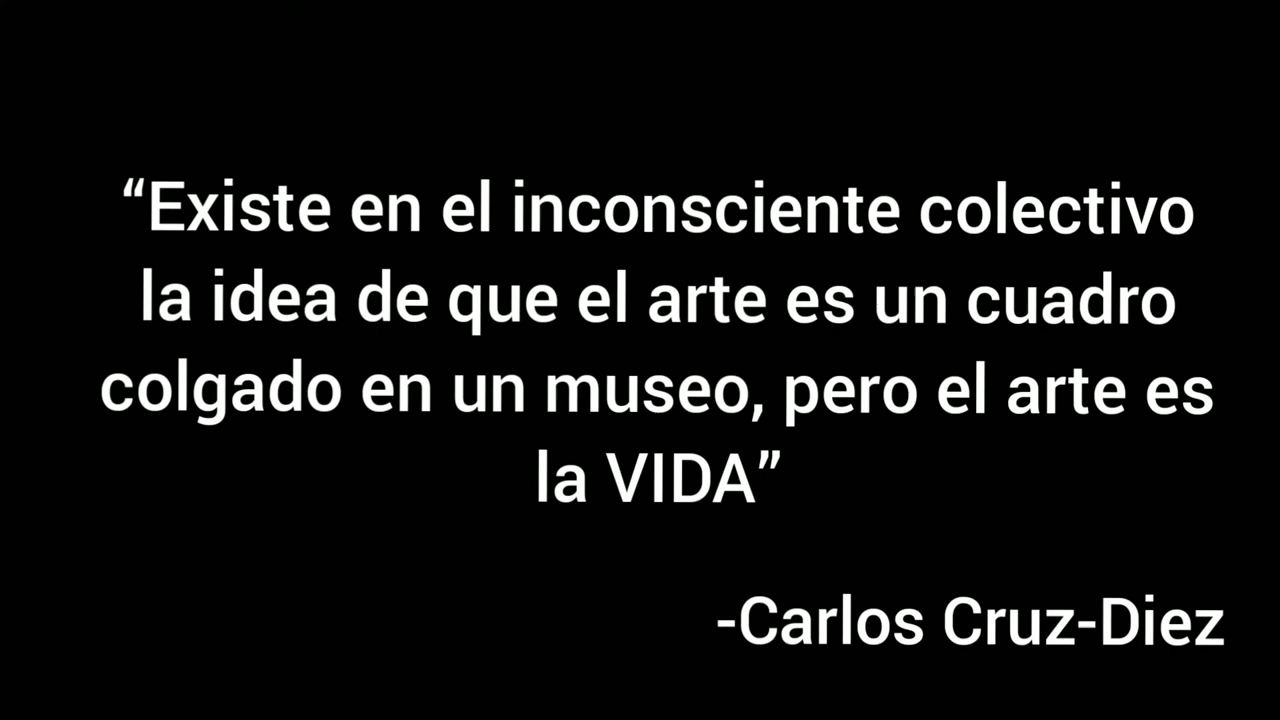 “Existe en el inconsciente colectivo
la idea de que el arte es un cuadro
colgado en un museo, pero el arte es
la VIDA”
-Carlos Cruz-Diez